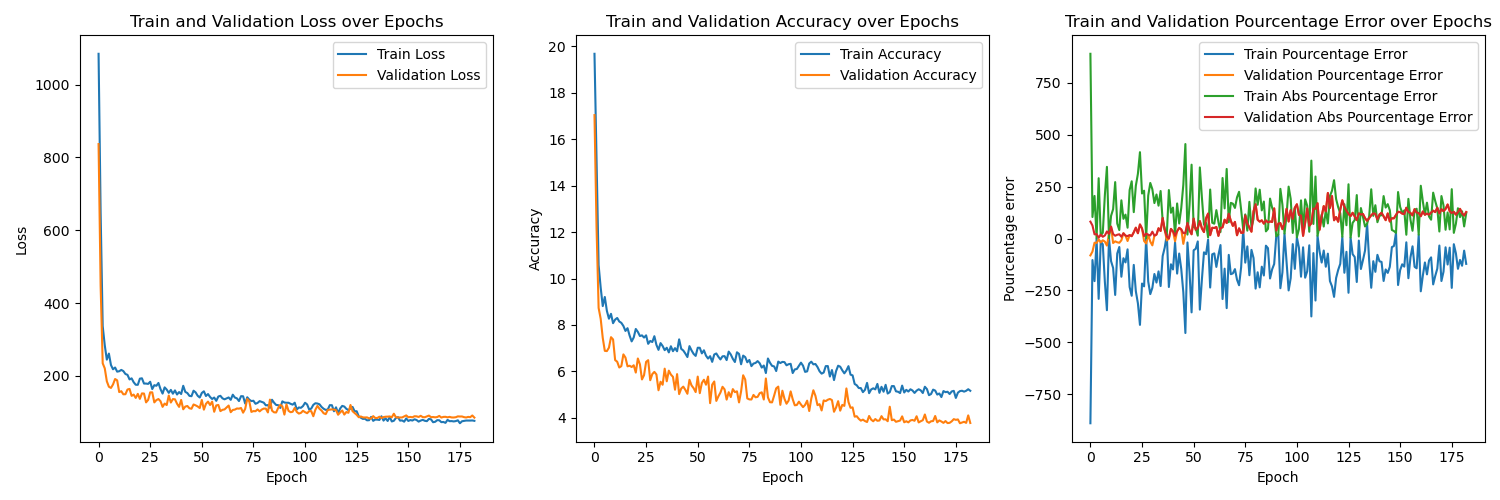 Train and Validation Loss over Epochs
Loss
1000
800
600
400
200
Train Loss
Validation Loss
0 25 50 75 100 125 150 175
Epoch
Train and Validation Accuracy over Epochs
Accuracy
20
18
16
14
12
10
8
6
4
Train Accuracy
Validation Accuracy
0 25 50 75 100 125 150 175
Epoch
Train and Validation Pourcentage Error over Epochs
Pourcentage error
750
500
250
0
−250
−500
−750
Train Pourcentage Error
Validation Pourcentage Error
Train Abs Pourcentage Error
Validation Abs Pourcentage Error
0 25 50 75 100 125 150 175
Epoch